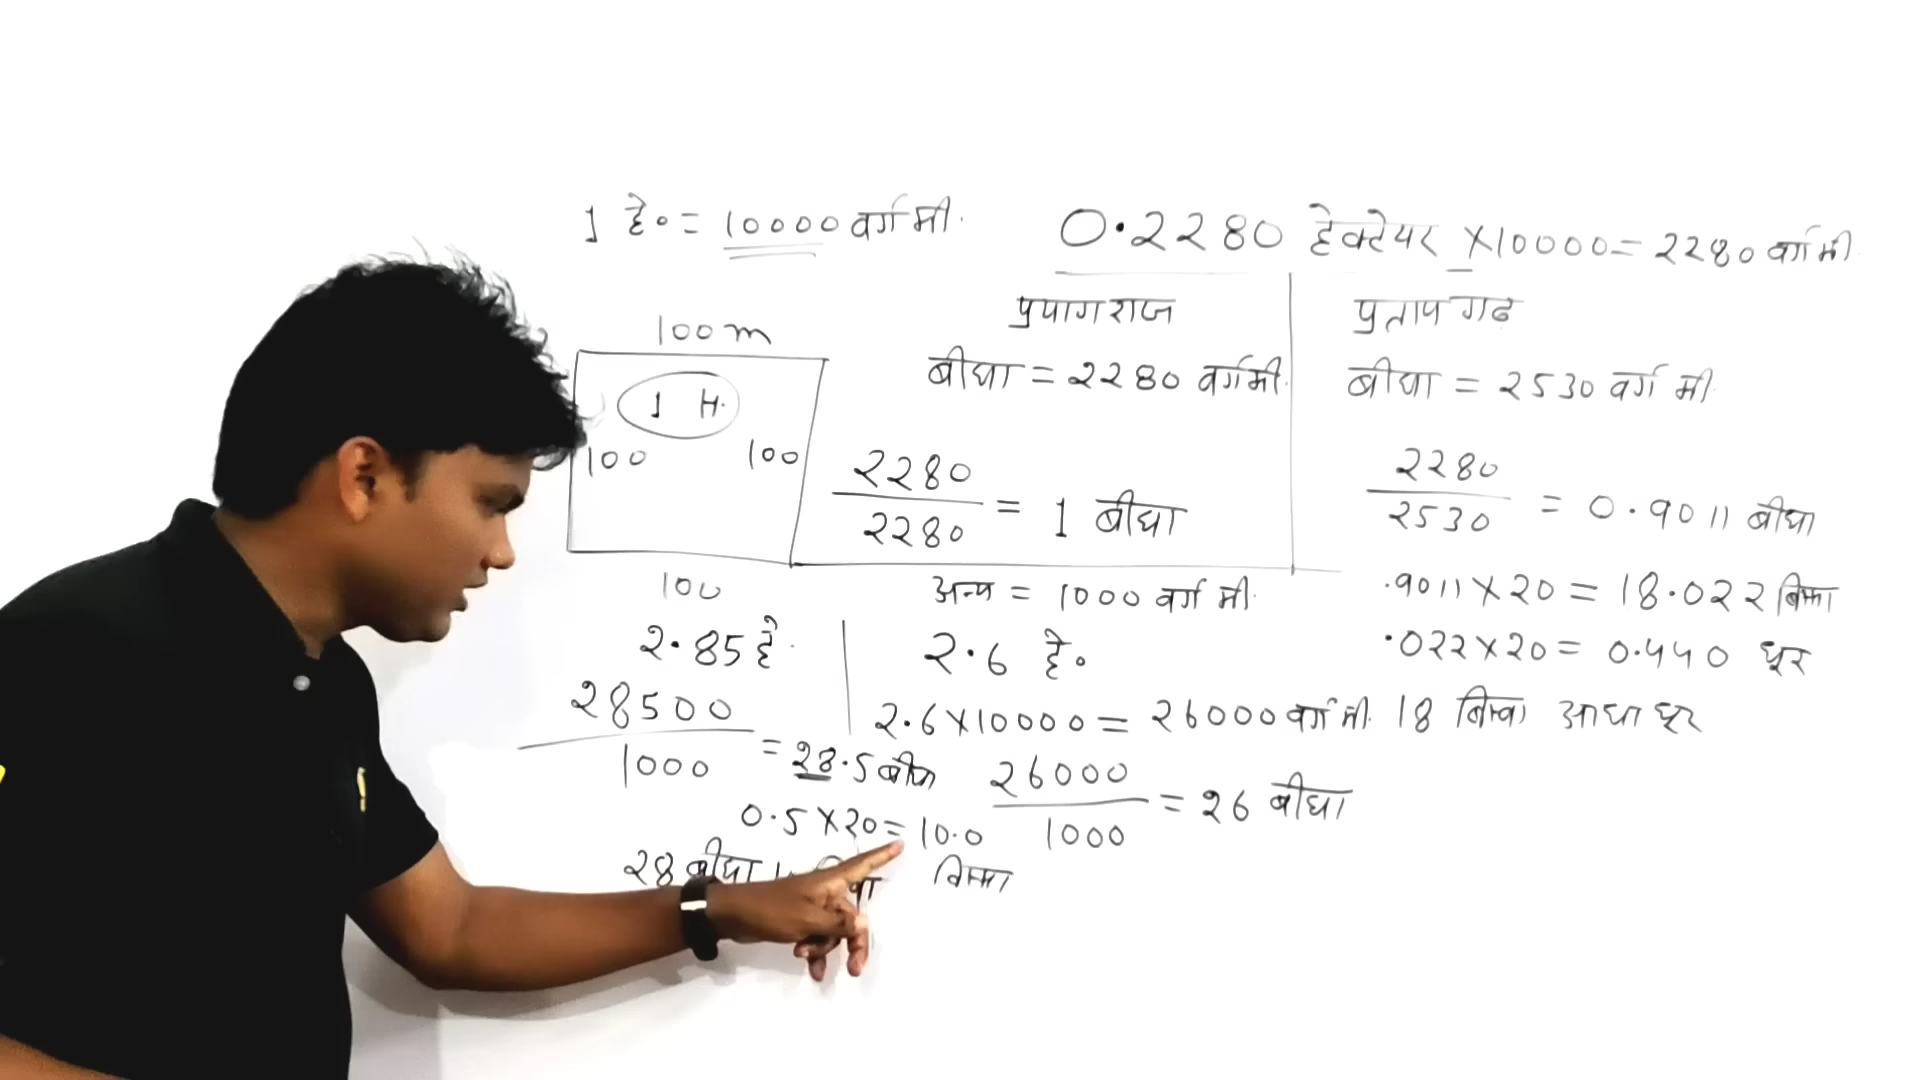 1 हे० = 10000 वर्ग मी.
0.2280 हेक्टेयर ×10000= 2280 वर्ग मी
100 m
1 H.
100
100
100
प्रयागराज
बीघा = 2280 वर्ग मी.
2280
2280
= 1 बीघा
प्रतापगढ
बीघा = 2530 वर्ग मी.
2280
2530
= 0.9011 बीघा
.9011×20 = 18.022 बिस्वा
.022×20= 0.440 धूर
18 बिस्वा आधा धूर
अन्य = 1000 वर्ग मी.
2.85 हे.
28500
1000
= 28.5 बीघा
0.5×20= 10.0
बिस्वा
28 बीघा
2.6 हे०
2.6×10000= 26000 वर्ग मी.
26000
1000
= 26 बीघा